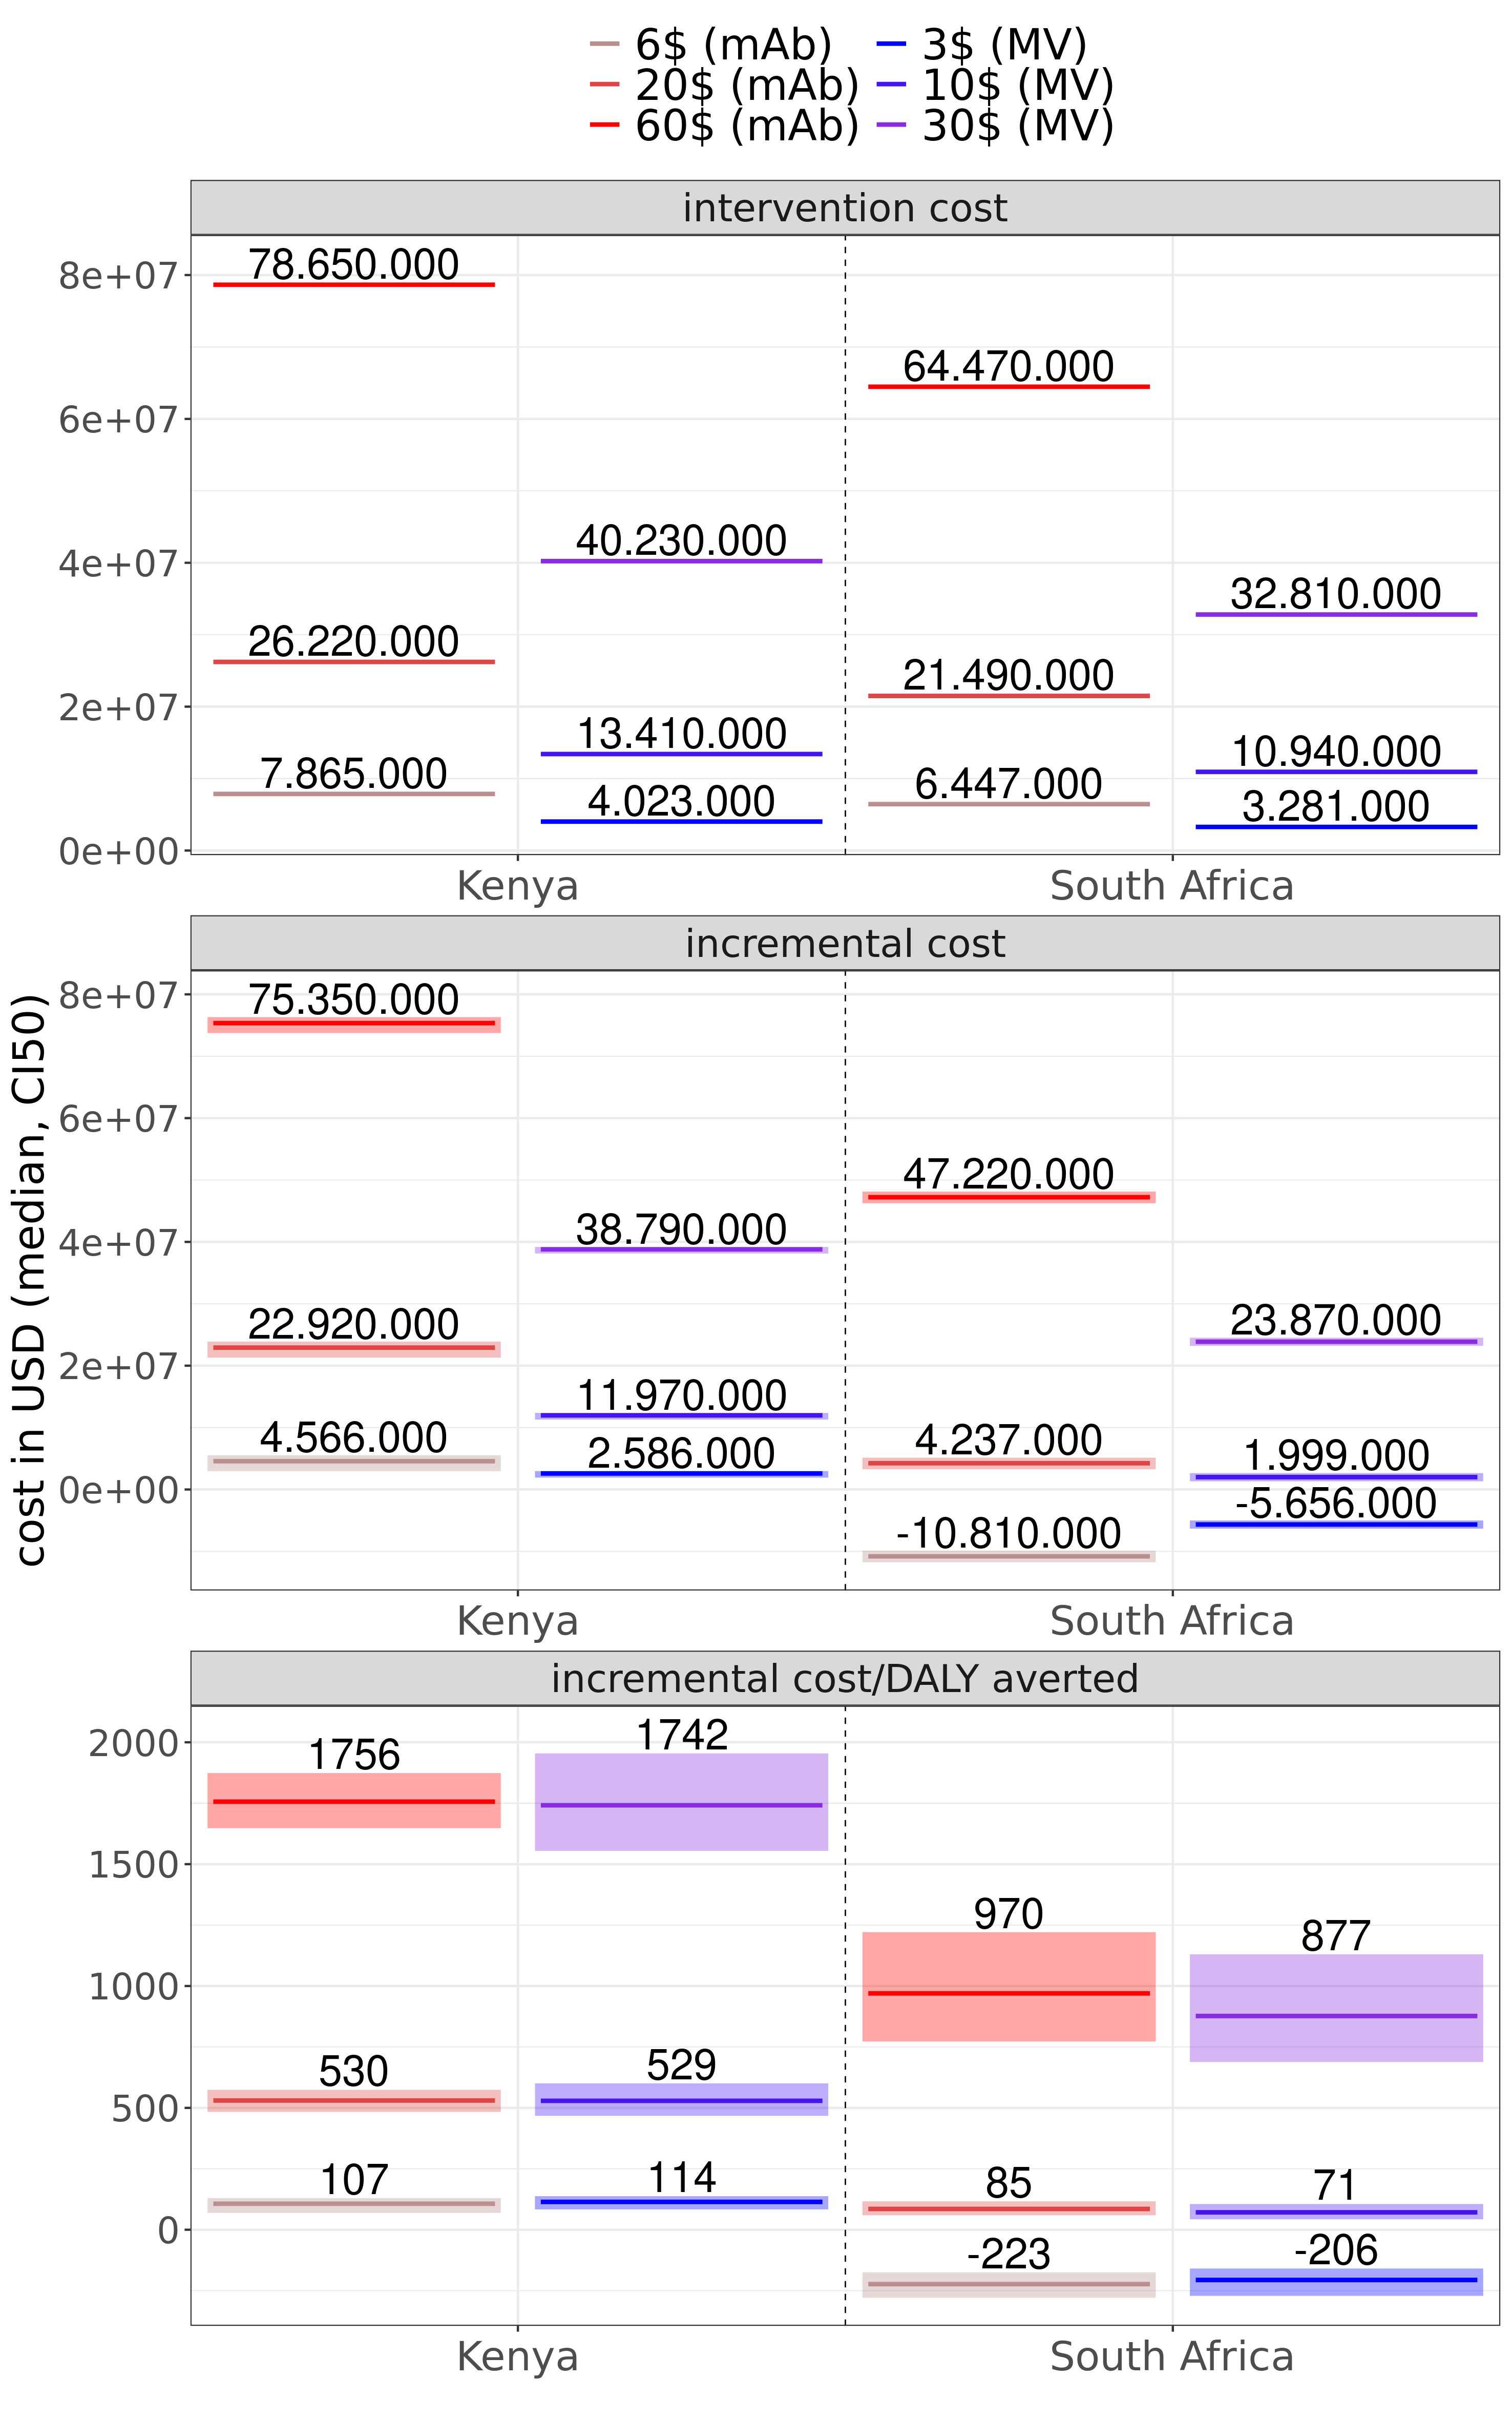 6$ (mAb) 3$ (MV)
20$ (mAb) 10$ (MV)
60$ (mAb) 30$ (MV)
cost in USD (median, CI50)
intervention cost
8e+07
6e+07
4e+07
2e+07
0e+00
78.650.000
26.220.000
7.865.000
40.230.000
13.410.000
4.023.000
64.470.000
21.490.000
6.447.000
32.810.000
10.940.000
3.281.000
Kenya South Africa
incremental cost
8e+07
6e+07
4e+07
2e+07
0e+00
75.350.000
22.920.000
4.566.000
38.790.000
11.970.000
2.586.000
47.220.000
4.237.000
-10.810.000
23.870.000
1.999.000
-5.656.000
Kenya South Africa
incremental cost/DALY averted
2000
1500
1000
500
0
1756
530
107
1742
529
114
970
85
-223
877
71
-206
Kenya South Africa